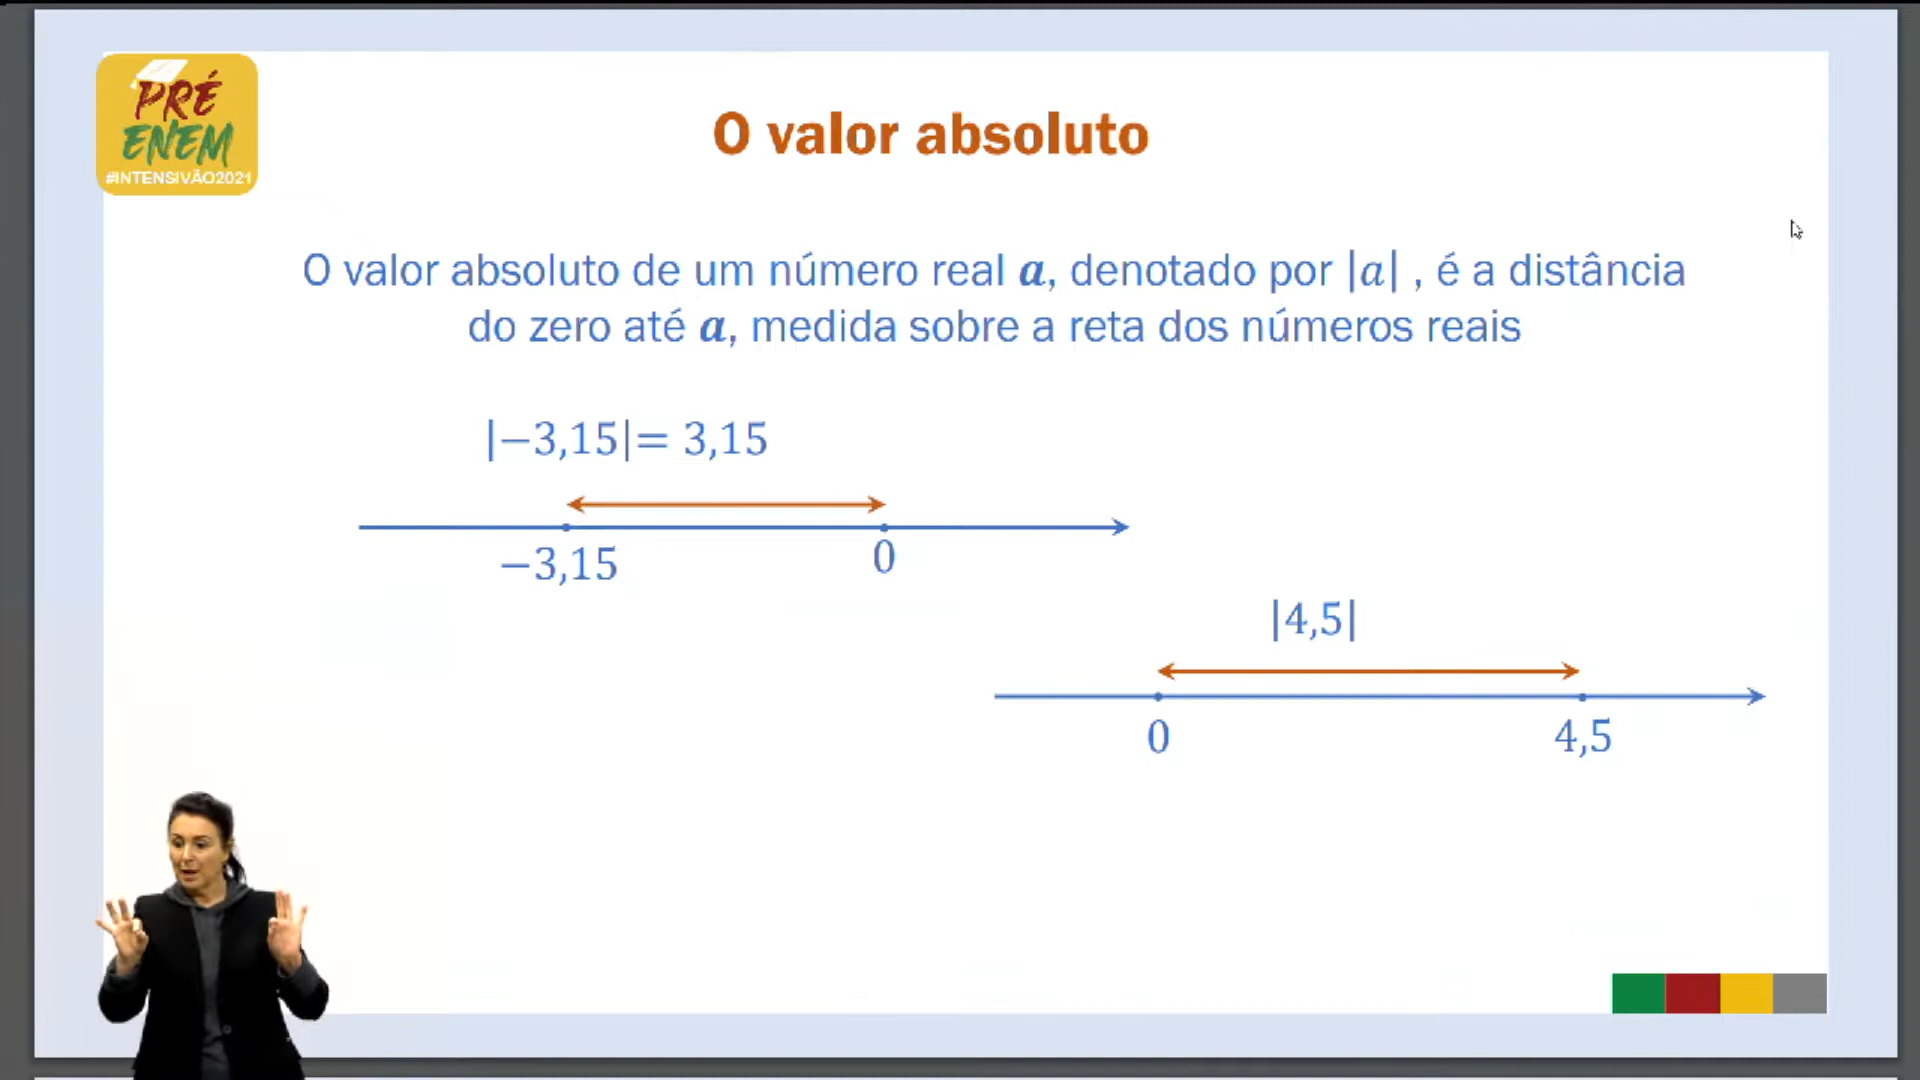 PRÉ
ENEM
#INTENSIVÃO2021
O valor absoluto
O valor absoluto de um número real a, denotado por |a| , é a distância
do zero até a, medida sobre a reta dos números reais
|−3,15|= 3,15
−3,15
0
|4,5|
0
4,5